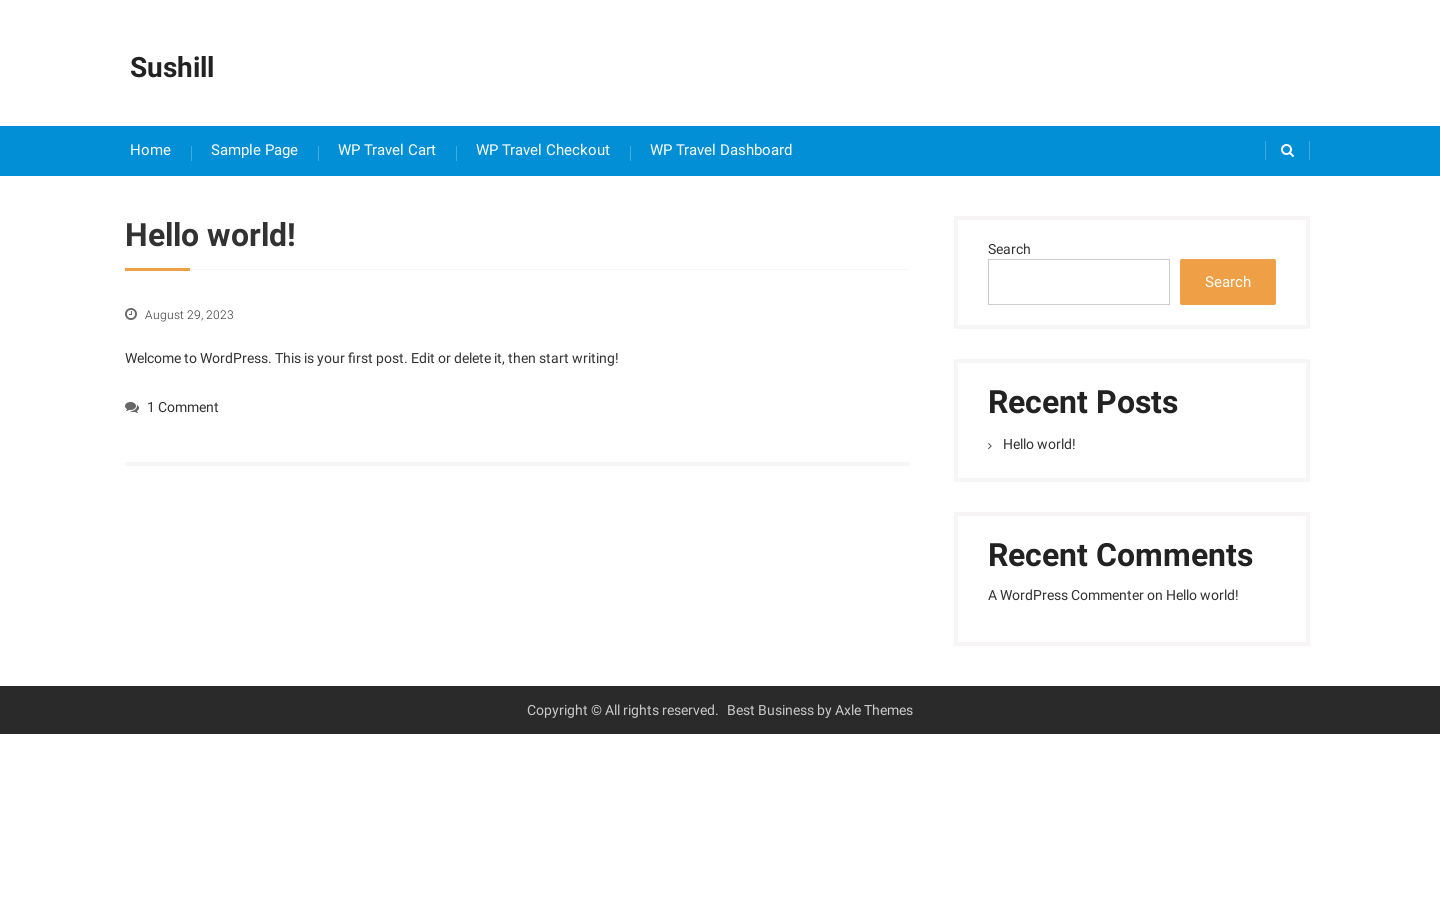 Sushill
Home
Sample Page
WP Travel Cart
WP Travel Checkout
WP Travel Dashboard
Hello world!
August 29, 2023
Welcome to WordPress. This is your first post. Edit or delete it, then start writing!
1 Comment
Search
Search
Recent Posts
Hello world!
Recent Comments
A WordPress Commenter on Hello world!
Copyright © All rights reserved. Best Business by Axle Themes